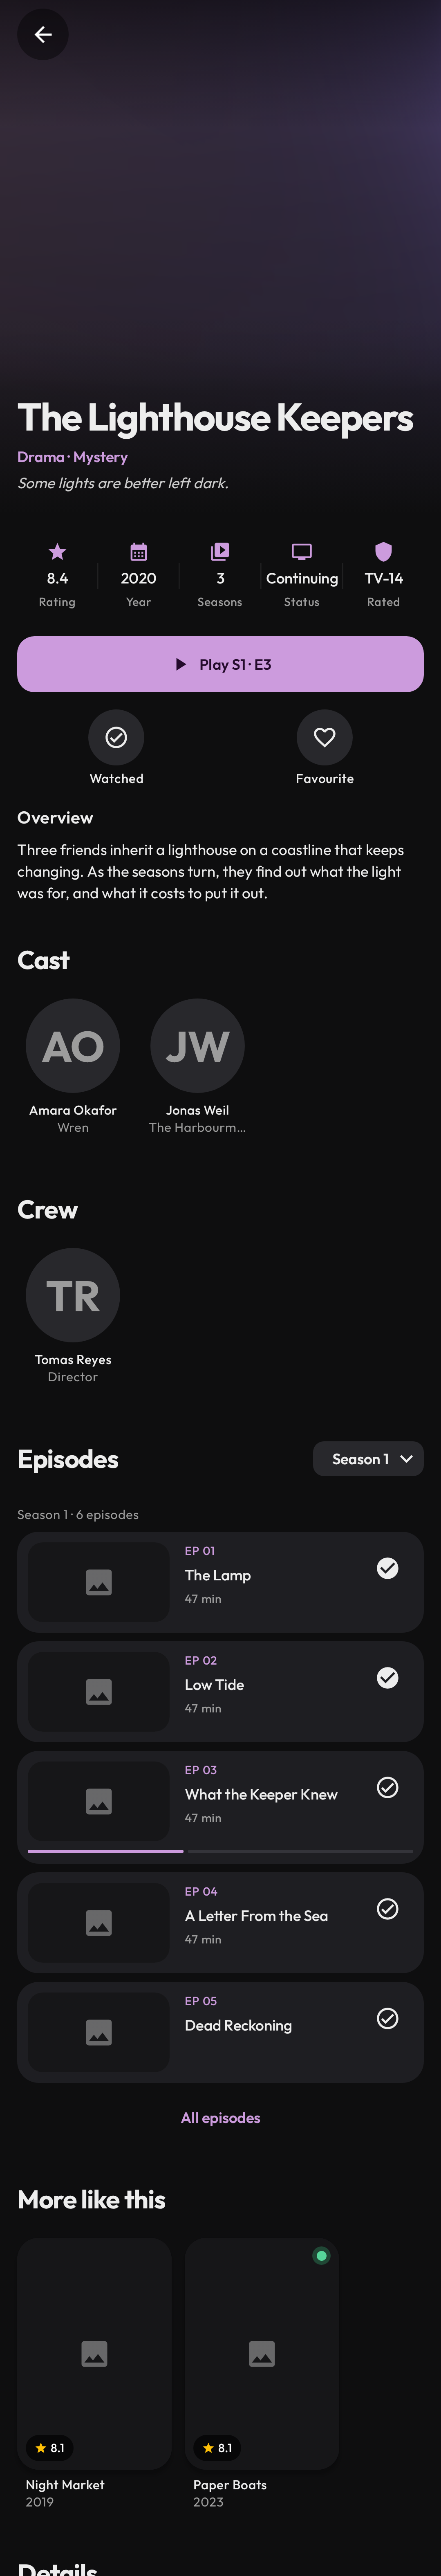 The Lighthouse Keepers
Drama · Mystery
Some lights are better left dark.
8.4
Rating
2020
Year
3
Seasons
Continuing
Status
TV-14
Rated
Play S1 · E3
Watched
Favourite
Overview
Three friends inherit a lighthouse on a coastline that keeps
changing. As the seasons turn, they find out what the light
was for, and what it costs to put it out.
Cast
AO
Amara Okafor
Wren
JW
Jonas Weil
The Harbourm…
Crew
TR
Tomas Reyes
Director
Episodes
Season 1
Season 1 · 6 episodes
EP 01
The Lamp
47 min
EP 02
Low Tide
47 min
EP 03
What the Keeper Knew
47 min
EP 04
A Letter From the Sea
47 min
EP 05
Dead Reckoning
All episodes
More like this
8.1
Night Market
2019
8.1
Paper Boats
2023
Details